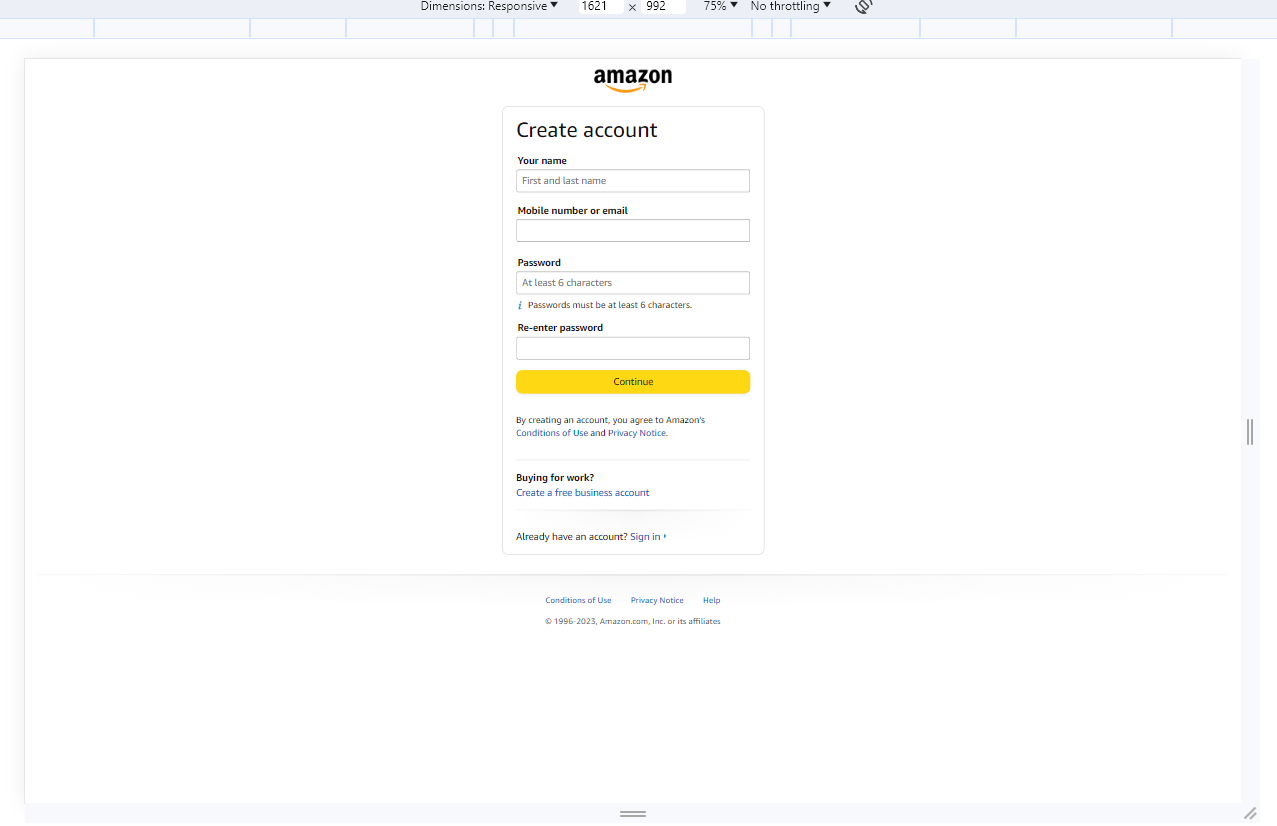 Dimensions: Responsive 1621 x 992 75% No throttling
amazon
Create account
Your name
First and last name
Mobile number or email
Password
At least 6 characters
i Passwords must be at least 6 characters.
Re-enter password
Continue
By creating an account, you agree to Amazon's
Conditions of Use and Privacy Notice.
Buying for work?
Create a free business account
Already have an account? Sign in
Conditions of Use Privacy Notice Help
© 1996-2023, Amazon.com, Inc. or its affiliates